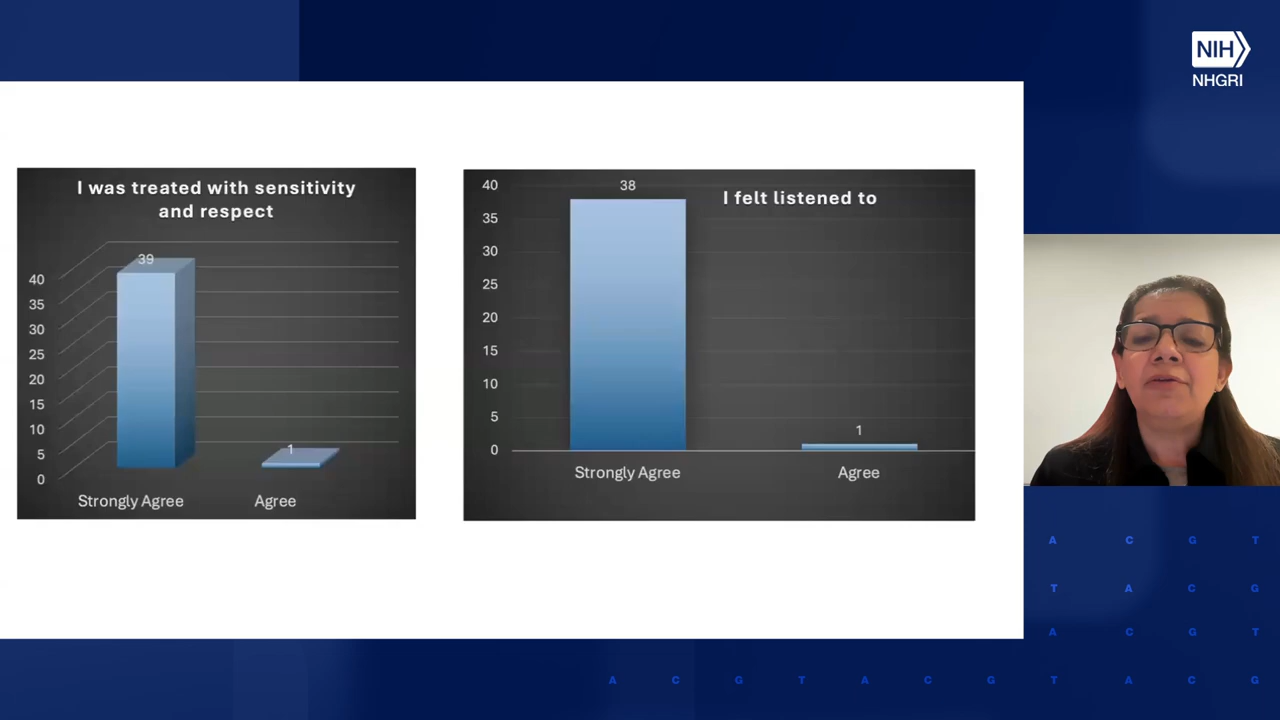 NIH
NHGRI
I was treated with sensitivity
and respect
40
35
30
25
20
15
10
5
0
39
1
Strongly Agree
Agree
I felt listened to
40
35
30
25
20
15
10
5
0
38
1
Strongly Agree
Agree
A C G T
T A C G
A C G T
A C G T A C G T A C G